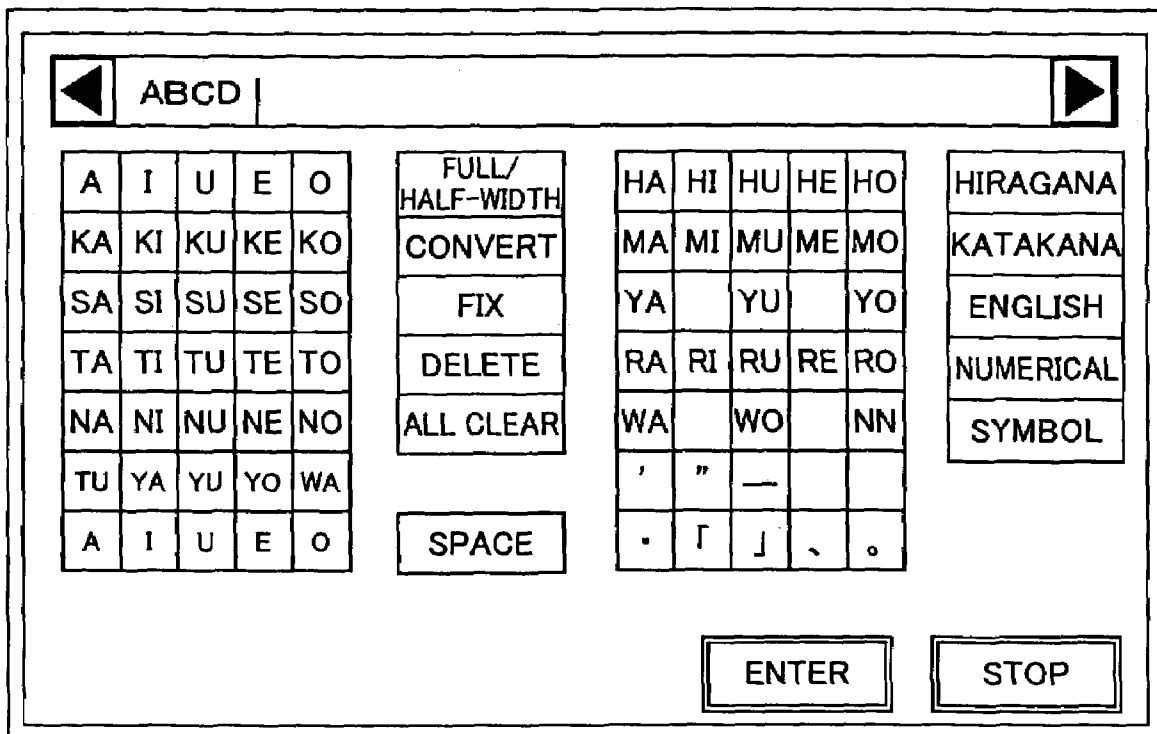 ABCD
A I U E O
KA KI KU KE KO
SA SI SU SE SO
TA TI TU TE TO
NA NI NU NE NO
TU YA YU YO WA
A I U E O
FULL/
HALF-WIDTH
CONVERT
FIX
DELETE
ALL CLEAR
SPACE
HA HI HU HE HO
MA MI MU ME MO
YA YU YO
RA RI RU RE RO
WA WO NN
′ ″ —
・ 「 」 、 。
HIRAGANA
KATAKANA
ENGLISH
NUMERICAL
SYMBOL
ENTER STOP